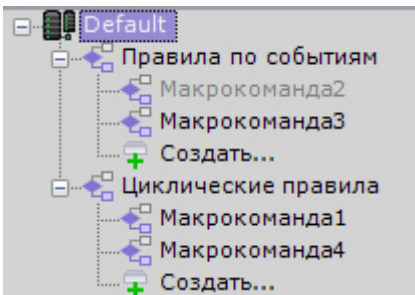 Default
Правила по событиям
Макрокоманда2
Макрокоманда3
Создать...
Циклические правила
Макрокоманда1
Макрокоманда4
Создать...